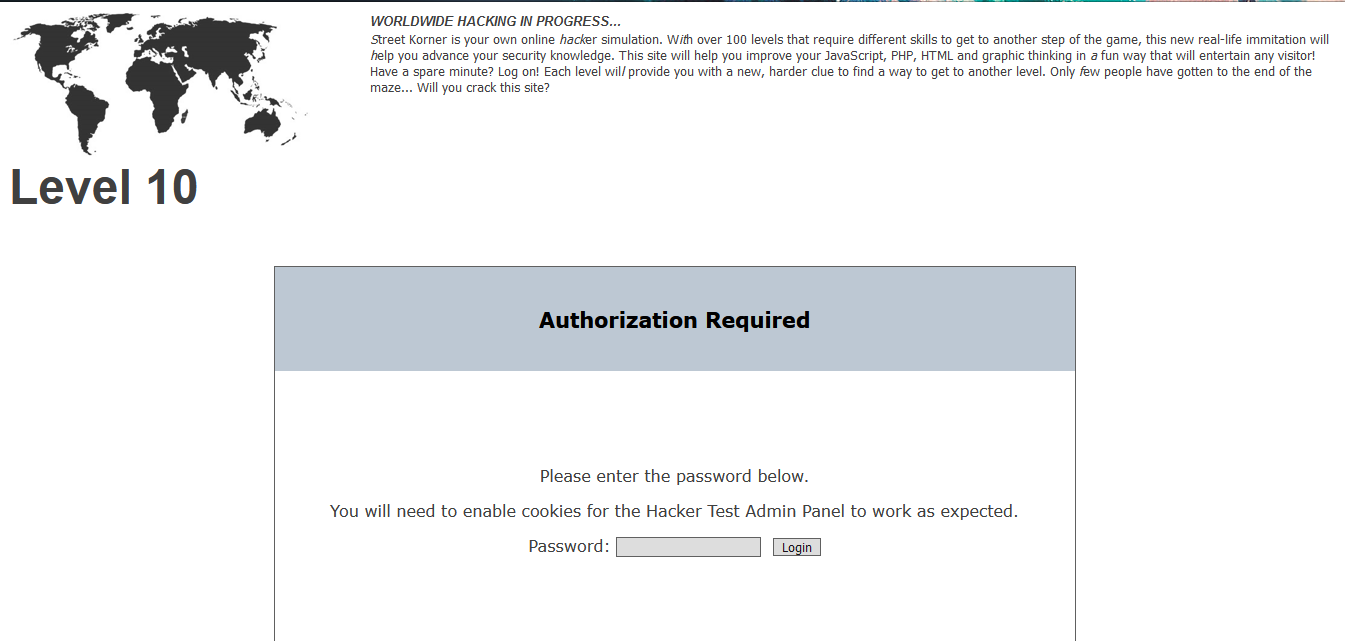 WORLDWIDE HACKING IN PROGRESS...
Street Korner is your own online hacker simulation. With over 100 levels that require different skills to get to another step of the game, this new real-life immitation will
help you advance your security knowledge. This site will help you improve your JavaScript, PHP, HTML and graphic thinking in a fun way that will entertain any visitor!
Have a spare minute? Log on! Each level will provide you with a new, harder clue to find a way to get to another level. Only few people have gotten to the end of the
maze... Will you crack this site?
Level 10
Authorization Required
Please enter the password below.
You will need to enable cookies for the Hacker Test Admin Panel to work as expected.
Password: Login